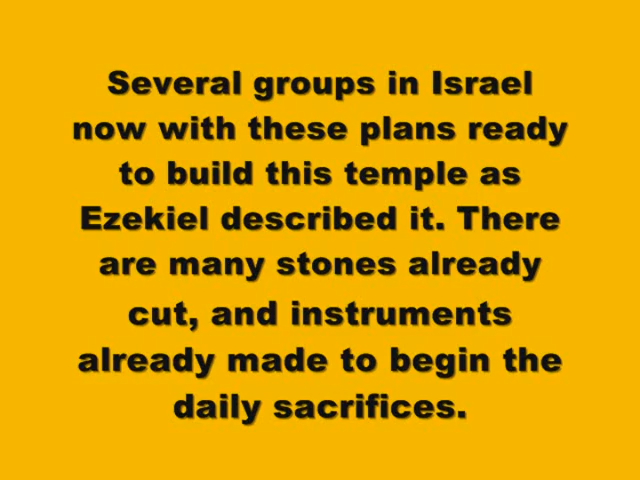 Several groups in Israel
now with these plans ready
to build this temple as
Ezekiel described it. There
are many stones already
cut, and instruments
already made to begin the
daily sacrifices.